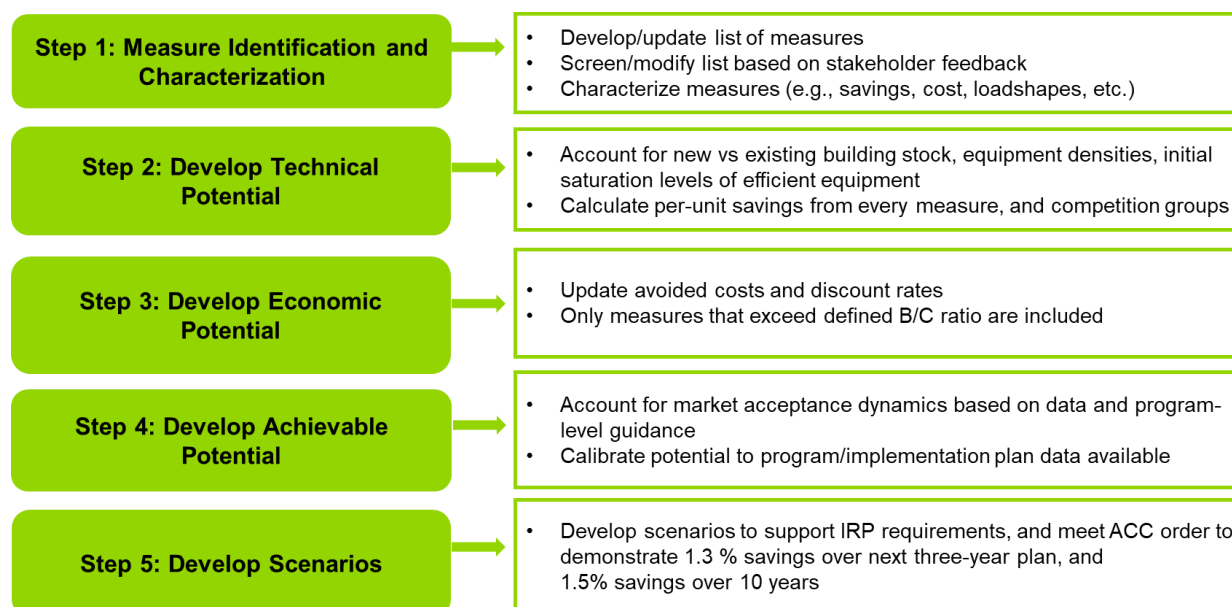 Step 1: Measure Identification and
Characterization
• Develop/update list of measures
• Screen/modify list based on stakeholder feedback
• Characterize measures (e.g., savings, cost, loadshapes, etc.)
Step 2: Develop Technical
Potential
• Account for new vs existing building stock, equipment densities, initial
saturation levels of efficient equipment
• Calculate per-unit savings from every measure, and competition groups
Step 3: Develop Economic
Potential
• Update avoided costs and discount rates
• Only measures that exceed defined B/C ratio are included
Step 4: Develop Achievable
Potential
• Account for market acceptance dynamics based on data and program-
level guidance
• Calibrate potential to program/implementation plan data available
Step 5: Develop Scenarios
• Develop scenarios to support IRP requirements, and meet ACC order to
demonstrate 1.3 % savings over next three-year plan, and
1.5% savings over 10 years